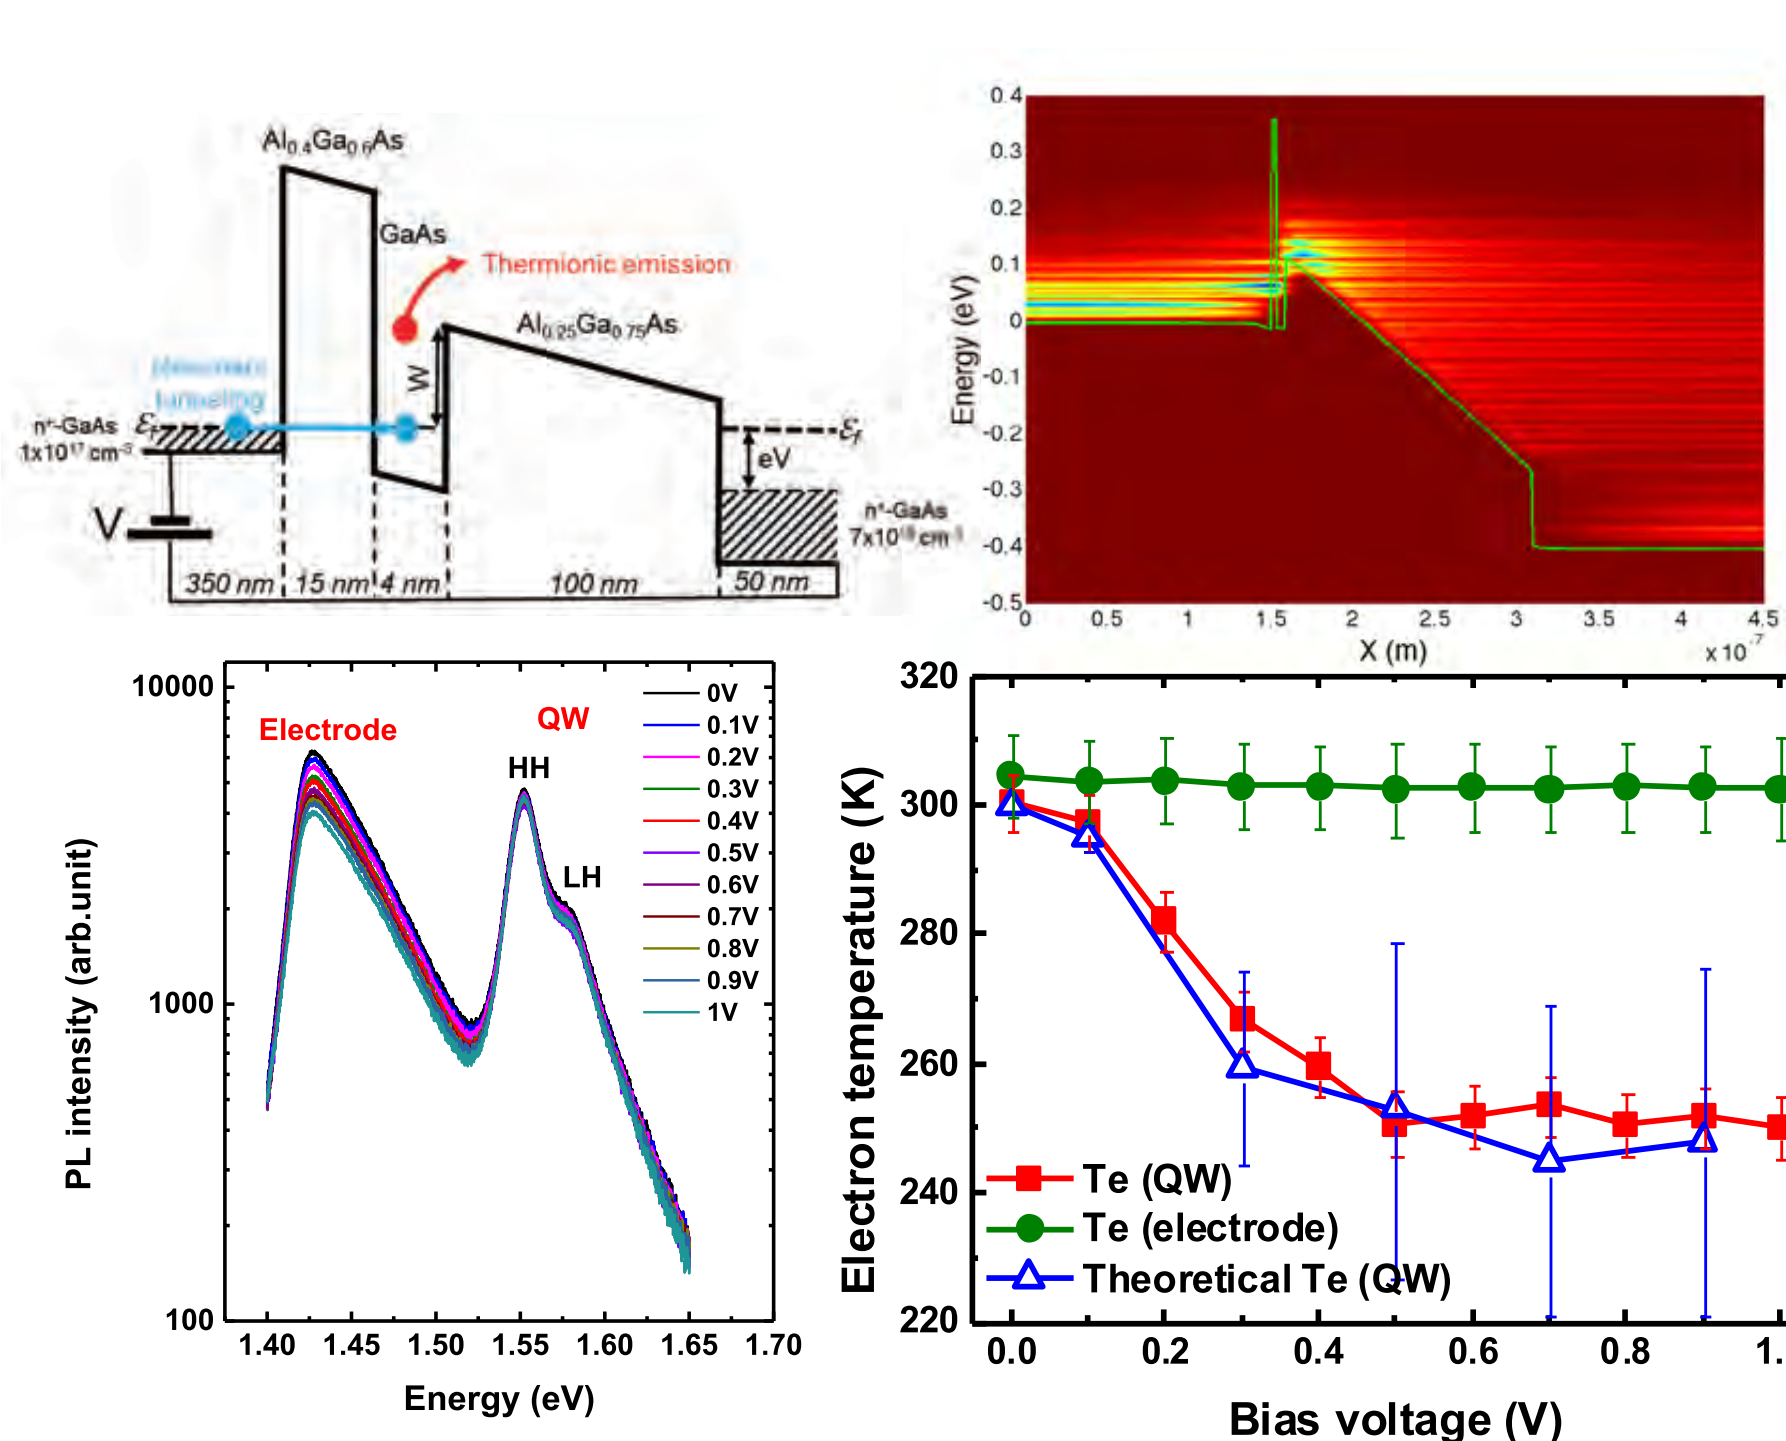 Al0.4Ga0.6As
GaAs
Thermionic emission
Al0.25Ga0.75As
W
tunneling
n⁺-GaAs
1x10¹⁷ cm⁻³
εF
εf
eV
n⁺-GaAs
V
350 nm
15 nm
4 nm
100 nm
50 nm
0.4
0.3
0.2
0.1
0
-0.1
-0.2
-0.3
-0.4
-0.5
Energy (eV)
0 0.5 1 1.5 2 2.5 3 3.5 4 4.5
X (m)
x 10⁻⁷
10000
1000
100
PL intensity (arb.unit)
Electrode
QW
HH
LH
0V
0.1V
0.2V
0.3V
0.4V
0.5V
0.6V
0.7V
0.8V
0.9V
1V
1.40 1.45 1.50 1.55 1.60 1.65 1.70
Energy (eV)
320
300
280
260
240
220
Electron temperature (K)
Te (QW)
Te (electrode)
Theoretical Te (QW)
0.0 0.2 0.4 0.6 0.8 1.
Bias voltage (V)